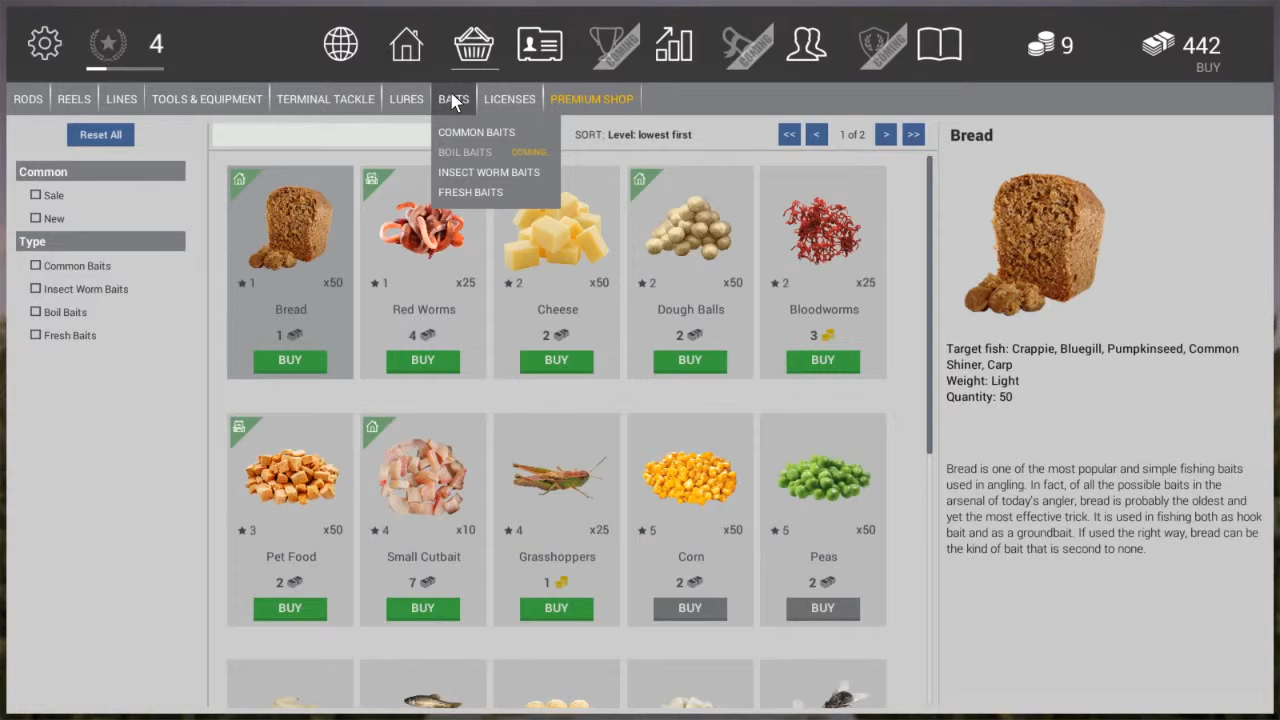 4
COMING
COMING
COMING
9
442
BUY
RODS
REELS
LINES
TOOLS & EQUIPMENT
TERMINAL TACKLE
LURES
BAITS
LICENSES
PREMIUM SHOP
COMMON BAITS
BOIL BAITS COMING...
INSECT WORM BAITS
FRESH BAITS
Reset All
SORT: Level: lowest first
<< < 1 of 2 > >>
Common
Sale
New
Type
Common Baits
Insect Worm Baits
Boil Baits
Fresh Baits
1 x50
Bread
1
BUY
1 x25
Red Worms
4
BUY
2 x50
Cheese
2
BUY
2 x50
Dough Balls
2
BUY
2 x25
Bloodworms
3
BUY
3 x50
Pet Food
2
BUY
4 x10
Small Cutbait
7
BUY
4 x25
Grasshoppers
1
BUY
5 x50
Corn
2
BUY
5 x50
Peas
2
BUY
Bread
Target fish: Crappie, Bluegill, Pumpkinseed, Common
Shiner, Carp
Weight: Light
Quantity: 50
Bread is one of the most popular and simple fishing baits
used in angling. In fact, of all the possible baits in the
arsenal of today's angler, bread is probably the oldest and
yet the most effective trick. It is used in fishing both as hook
bait and as a groundbait. If used the right way, bread can be
the kind of bait that is second to none.